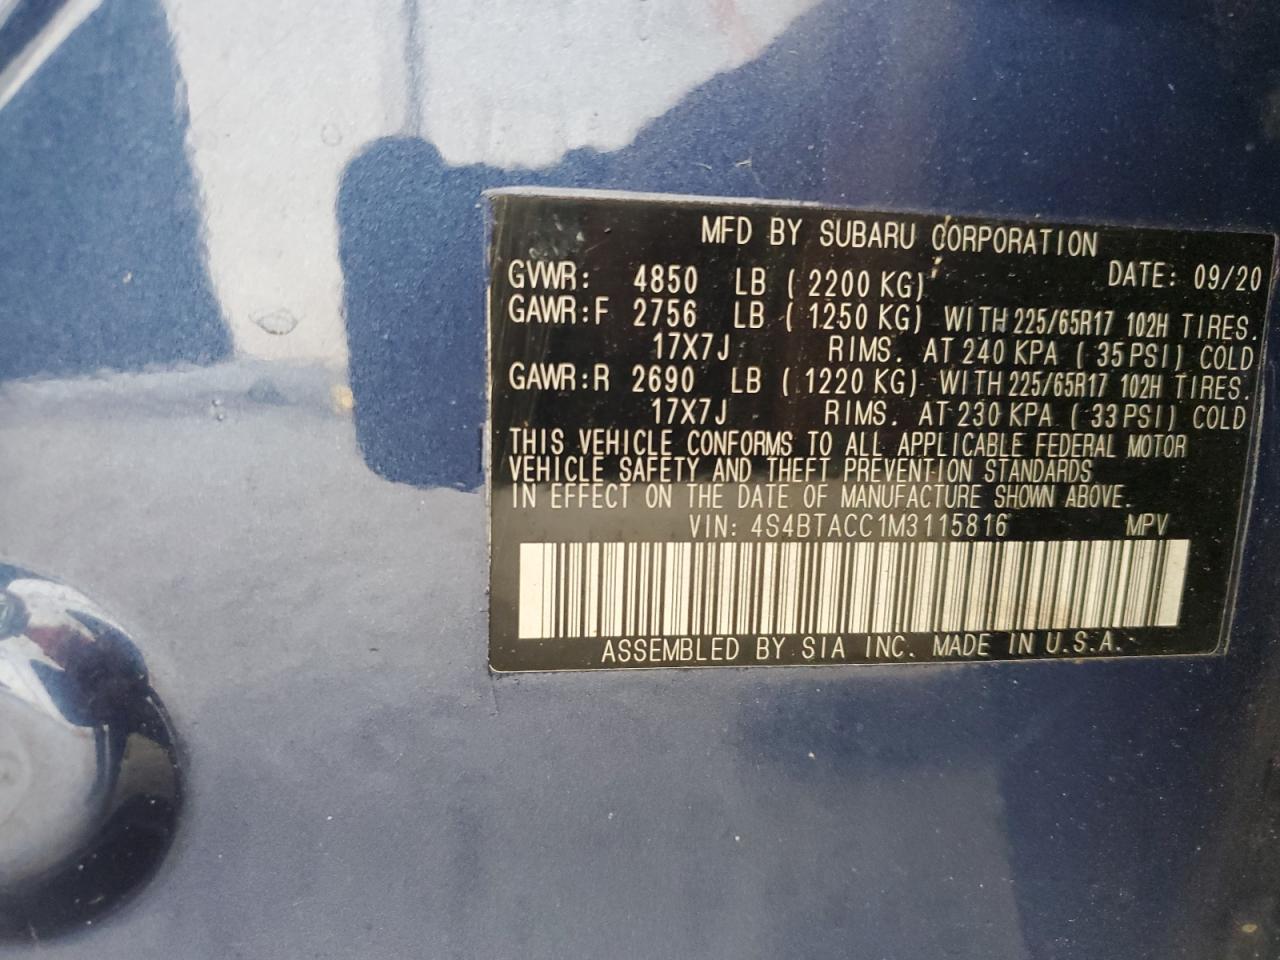 MFD BY SUBARU CORPORATION
DATE: 09/20
GVWR: 4850 LB ( 2200 KG)
GAWR:F 2756 LB ( 1250 KG) WITH 225/65R17 102H TIRES.
17X7J RIMS. AT 240 KPA ( 35 PSI) COLD
GAWR:R 2690 LB ( 1220 KG) WITH 225/65R17 102H TIRES.
17X7J RIMS. AT 230 KPA ( 33 PSI) COLD
THIS VEHICLE CONFORMS TO ALL APPLICABLE FEDERAL MOTOR
VEHICLE SAFETY AND THEFT PREVENTION STANDARDS
IN EFFECT ON THE DATE OF MANUFACTURE SHOWN ABOVE.
VIN: 4S4BTACC1M3115816 MPV
ASSEMBLED BY SIA INC. MADE IN U.S.A.